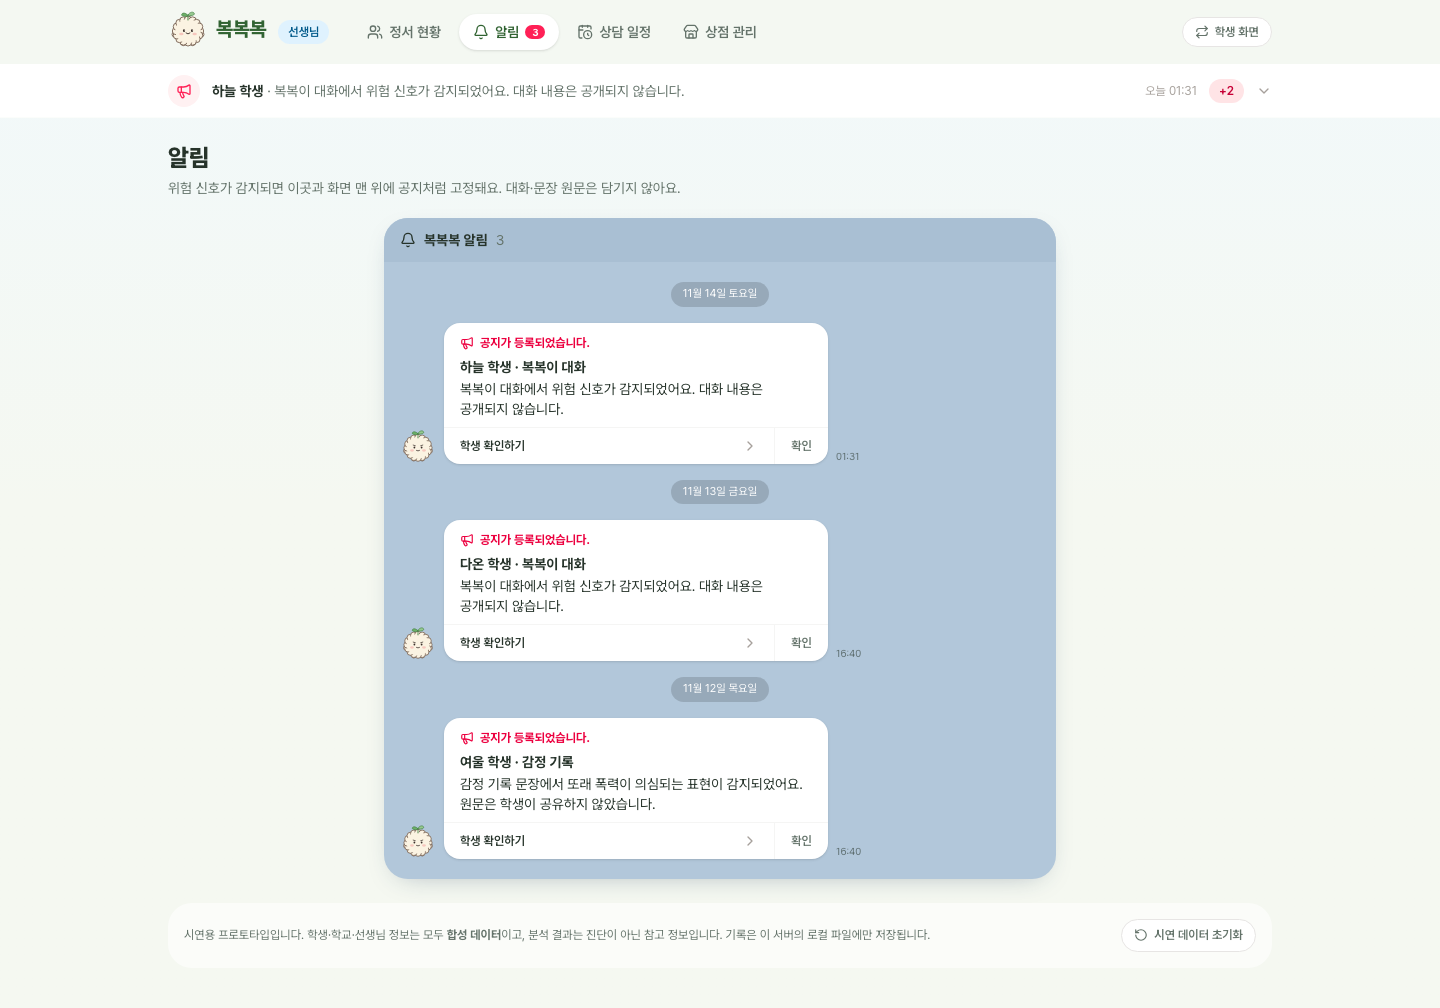 복복복 선생님 정서 현황 알림 3 상담 일정 상점 관리 학생 화면
하늘 학생 · 복복이 대화에서 위험 신호가 감지되었어요. 대화 내용은 공개되지 않습니다. 오늘 01:31 +2
알림
위험 신호가 감지되면 이곳과 화면 맨 위에 공지처럼 고정돼요. 대화·문장 원문은 담기지 않아요.
복복복 알림 3
11월 14일 토요일
공지가 등록되었습니다.
하늘 학생 · 복복이 대화
복복이 대화에서 위험 신호가 감지되었어요. 대화 내용은
공개되지 않습니다.
학생 확인하기 확인
01:31
11월 13일 금요일
공지가 등록되었습니다.
다온 학생 · 복복이 대화
복복이 대화에서 위험 신호가 감지되었어요. 대화 내용은
공개되지 않습니다.
학생 확인하기 확인
16:40
11월 12일 목요일
공지가 등록되었습니다.
여울 학생 · 감정 기록
감정 기록 문장에서 또래 폭력이 의심되는 표현이 감지되었어요.
원문은 학생이 공유하지 않았습니다.
학생 확인하기 확인
16:40
시연용 프로토타입입니다. 학생·학교·선생님 정보는 모두 합성 데이터이고, 분석 결과는 진단이 아닌 참고 정보입니다. 기록은 이 서버의 로컬 파일에만 저장됩니다. 시연 데이터 초기화